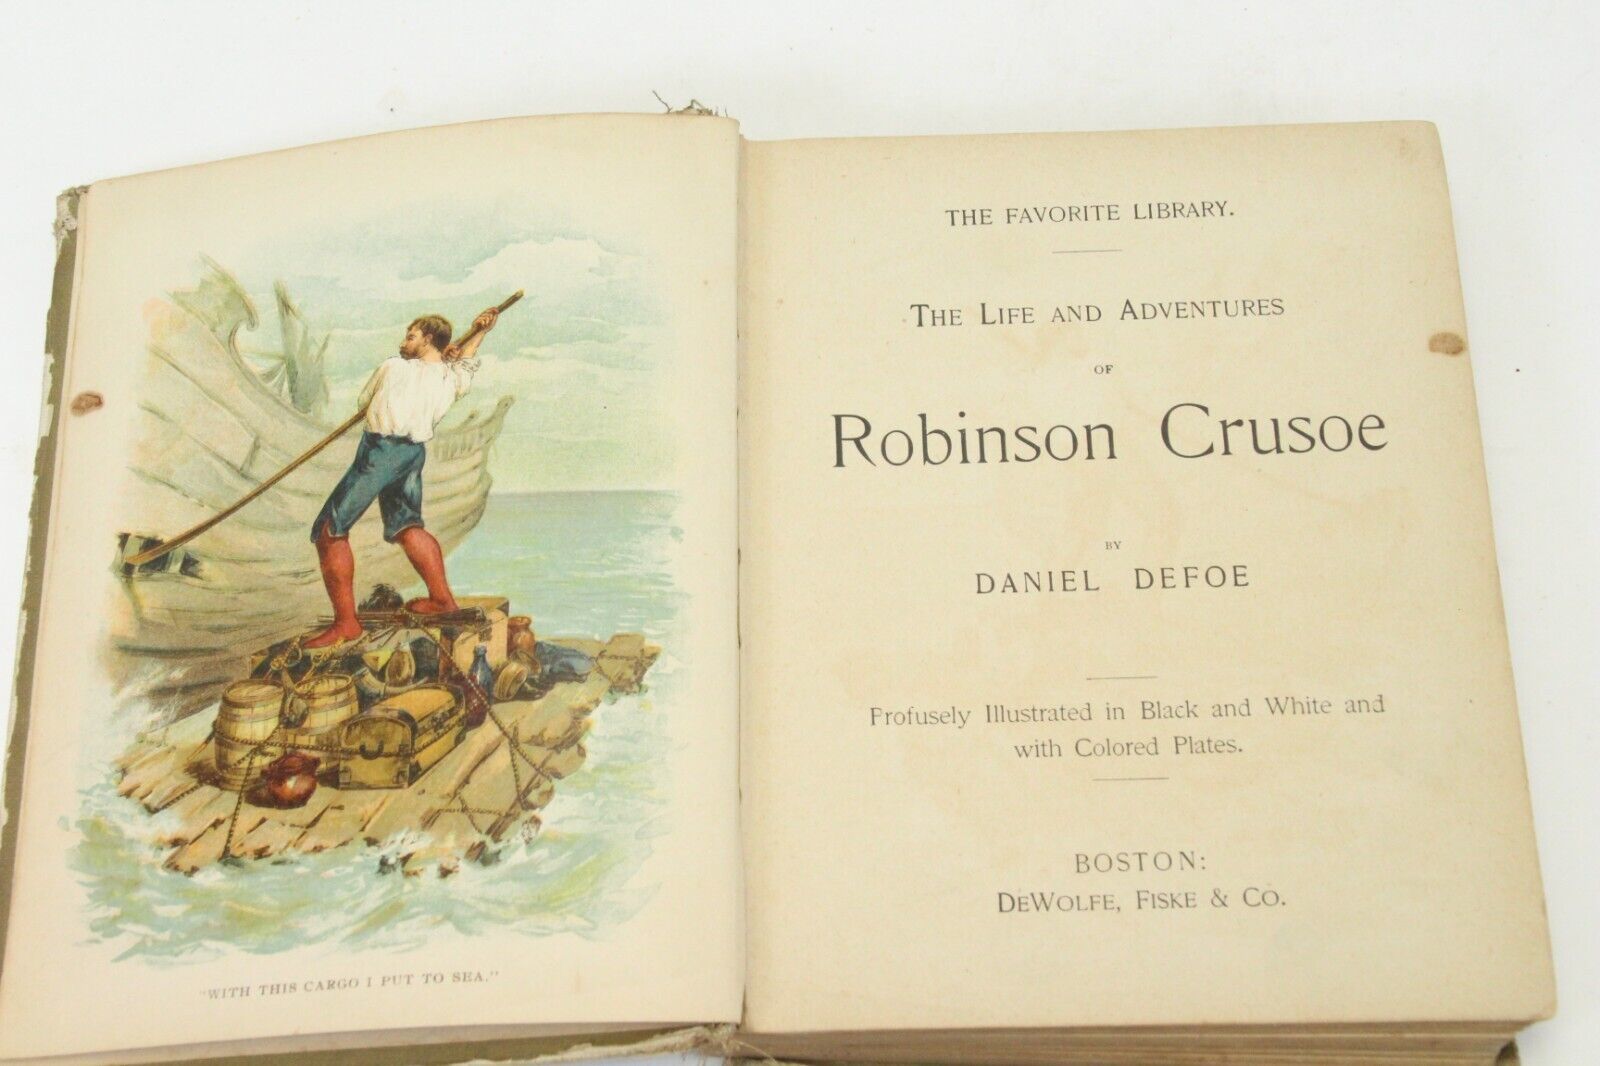 "WITH THIS CARGO I PUT TO SEA."
THE FAVORITE LIBRARY.
THE LIFE AND ADVENTURES
OF
Robinson Crusoe
BY
DANIEL DEFOE
Profusely Illustrated in Black and White and
with Colored Plates.
BOSTON:
DEWOLFE, FISKE & CO.